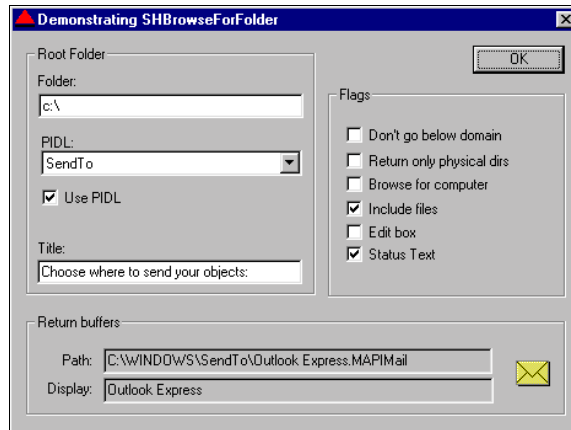 Demonstrating SHBrowseForFolder
Root Folder
Folder:
c:\
PIDL:
SendTo
Use PIDL
Title:
Choose where to send your objects:
OK
Flags
Don't go below domain
Return only physical dirs
Browse for computer
Include files
Edit box
Status Text
Return buffers
Path: C:\WINDOWS\SendTo\Outlook Express.MAPIMail
Display: Outlook Express